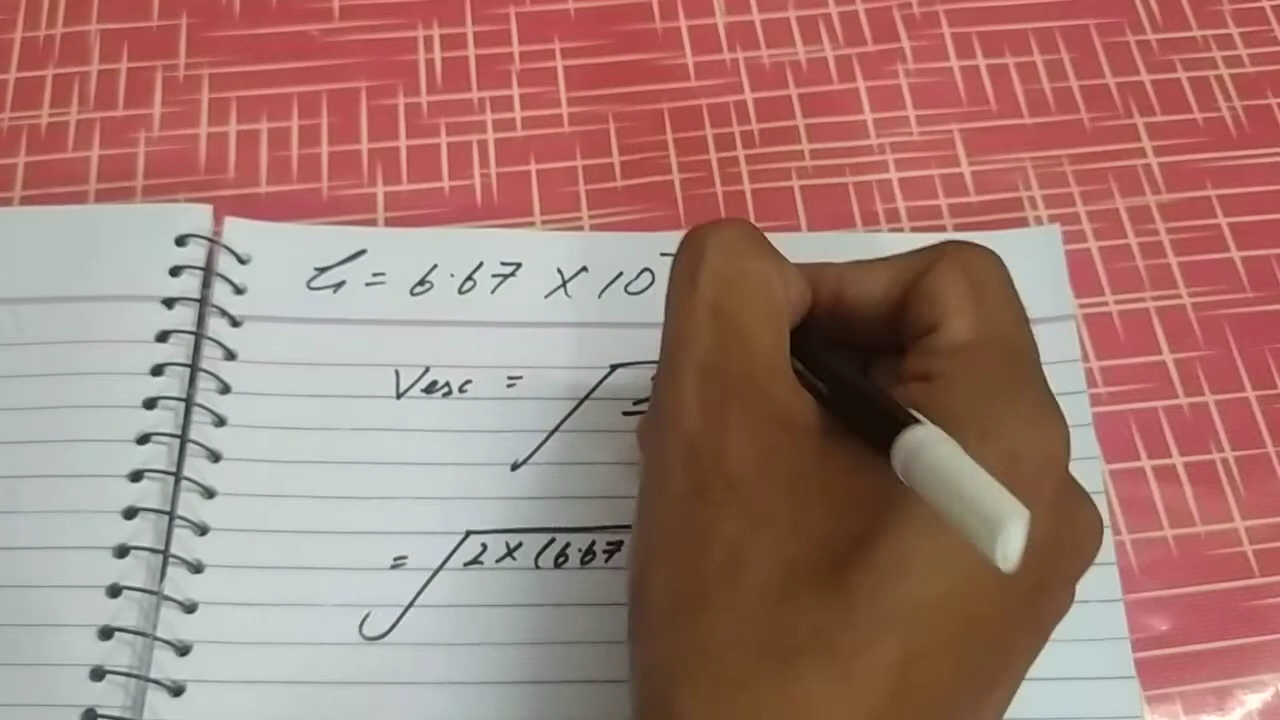 G = 6.67 X 10
Vesc = √
= √2 X (6.67